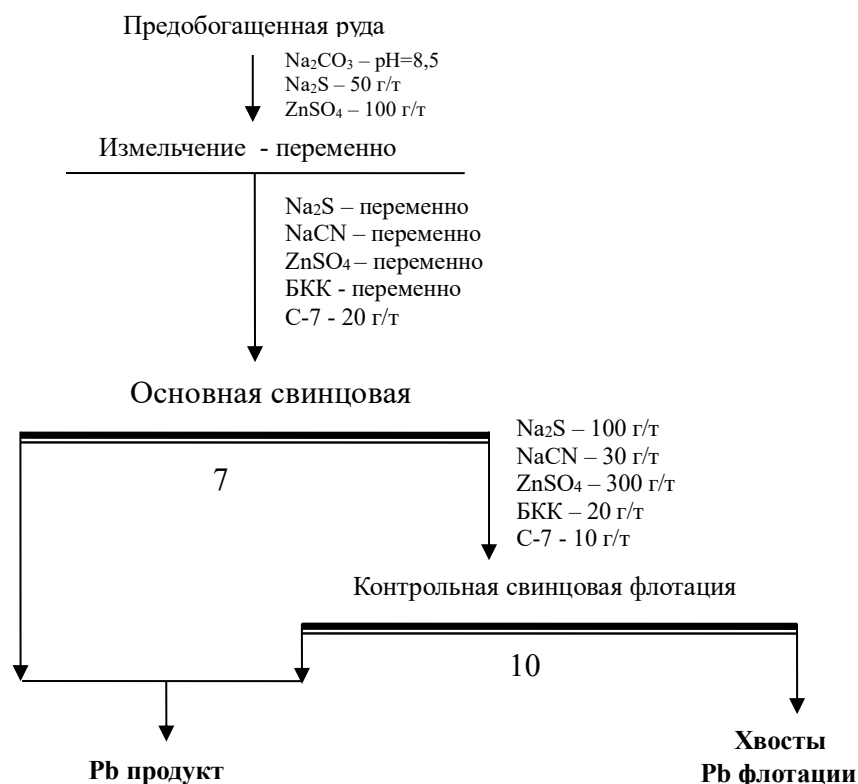 Предобогащенная руда
Na₂CO₃ – pH=8,5
Na₂S – 50 г/т
ZnSO₄ – 100 г/т
Измельчение - переменно
Na₂S – переменно
NaCN – переменно
ZnSO₄ – переменно
БКК - переменно
С-7 - 20 г/т
Основная свинцовая
7
Na₂S – 100 г/т
NaCN – 30 г/т
ZnSO₄ – 300 г/т
БКК – 20 г/т
С-7 - 10 г/т
Контрольная свинцовая флотация
10
Pb продукт
Хвосты
Pb флотации